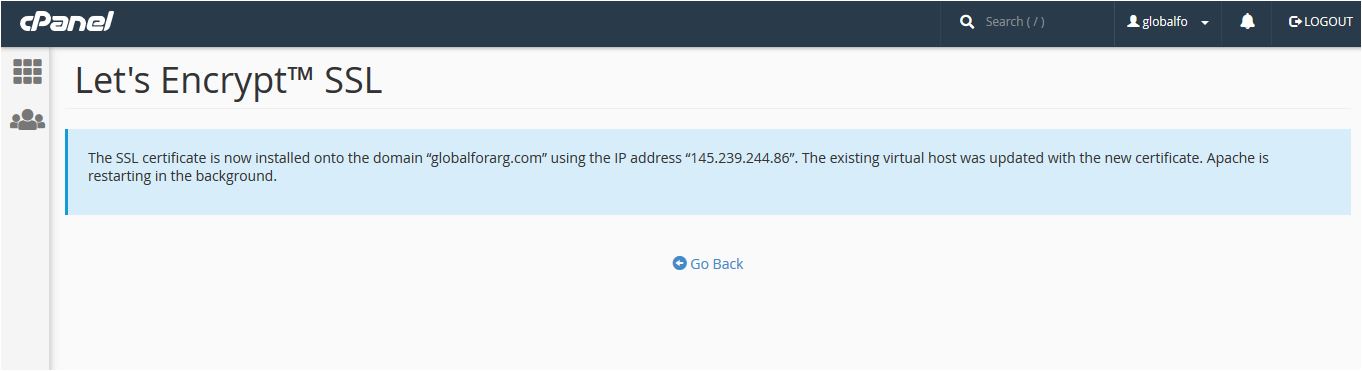 cPanel
Search ( / )
globalfo
LOGOUT
Let's Encrypt™ SSL
The SSL certificate is now installed onto the domain “globalforarg.com” using the IP address “145.239.244.86”. The existing virtual host was updated with the new certificate. Apache is
restarting in the background.
Go Back